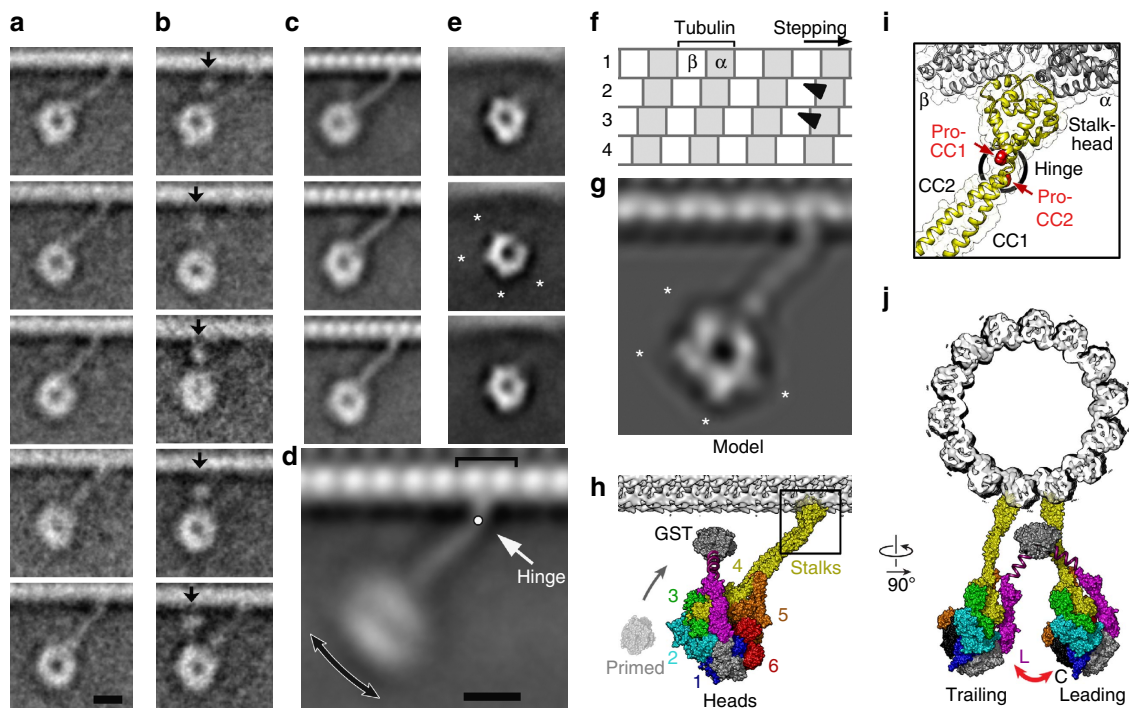 a
b
c
e
f
i
Tubulin
Stepping
1
β
α
2
3
4
β
α
Stalk-
head
Pro-
CC1
Hinge
CC2
Pro-
CC2
CC1
g
* * * *
* * * *
Model
j
d
Hinge
h
GST
4
Stalks
3
5
Primed
2
6
1
Heads
90°
L
C
Trailing
Leading